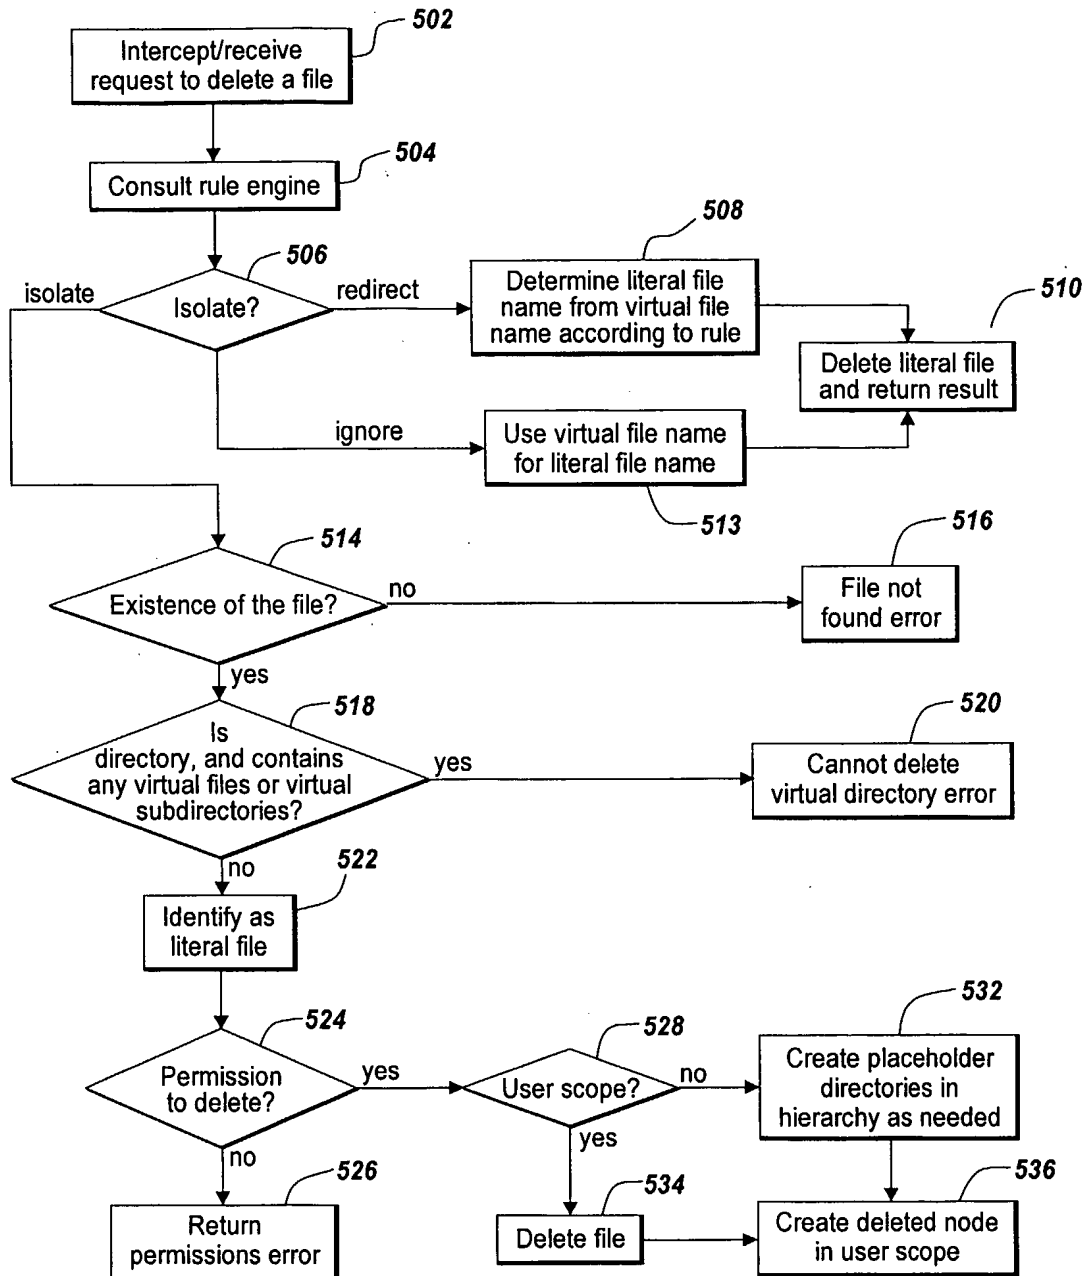 502
Intercept/receive
request to delete a file
504
Consult rule engine
506
isolate
Isolate?
redirect
508
Determine literal file
name from virtual file
name according to rule
510
Delete literal file
and return result
ignore
Use virtual file name
for literal file name
513
514
Existence of the file?
no
516
File not
found error
yes
518
Is
directory, and contains
any virtual files or virtual
subdirectories?
yes
520
Cannot delete
virtual directory error
no
522
Identify as
literal file
524
Permission
to delete?
yes
528
User scope?
no
532
Create placeholder
directories in
hierarchy as needed
no
526
Return
permissions error
yes
534
Delete file
536
Create deleted node
in user scope